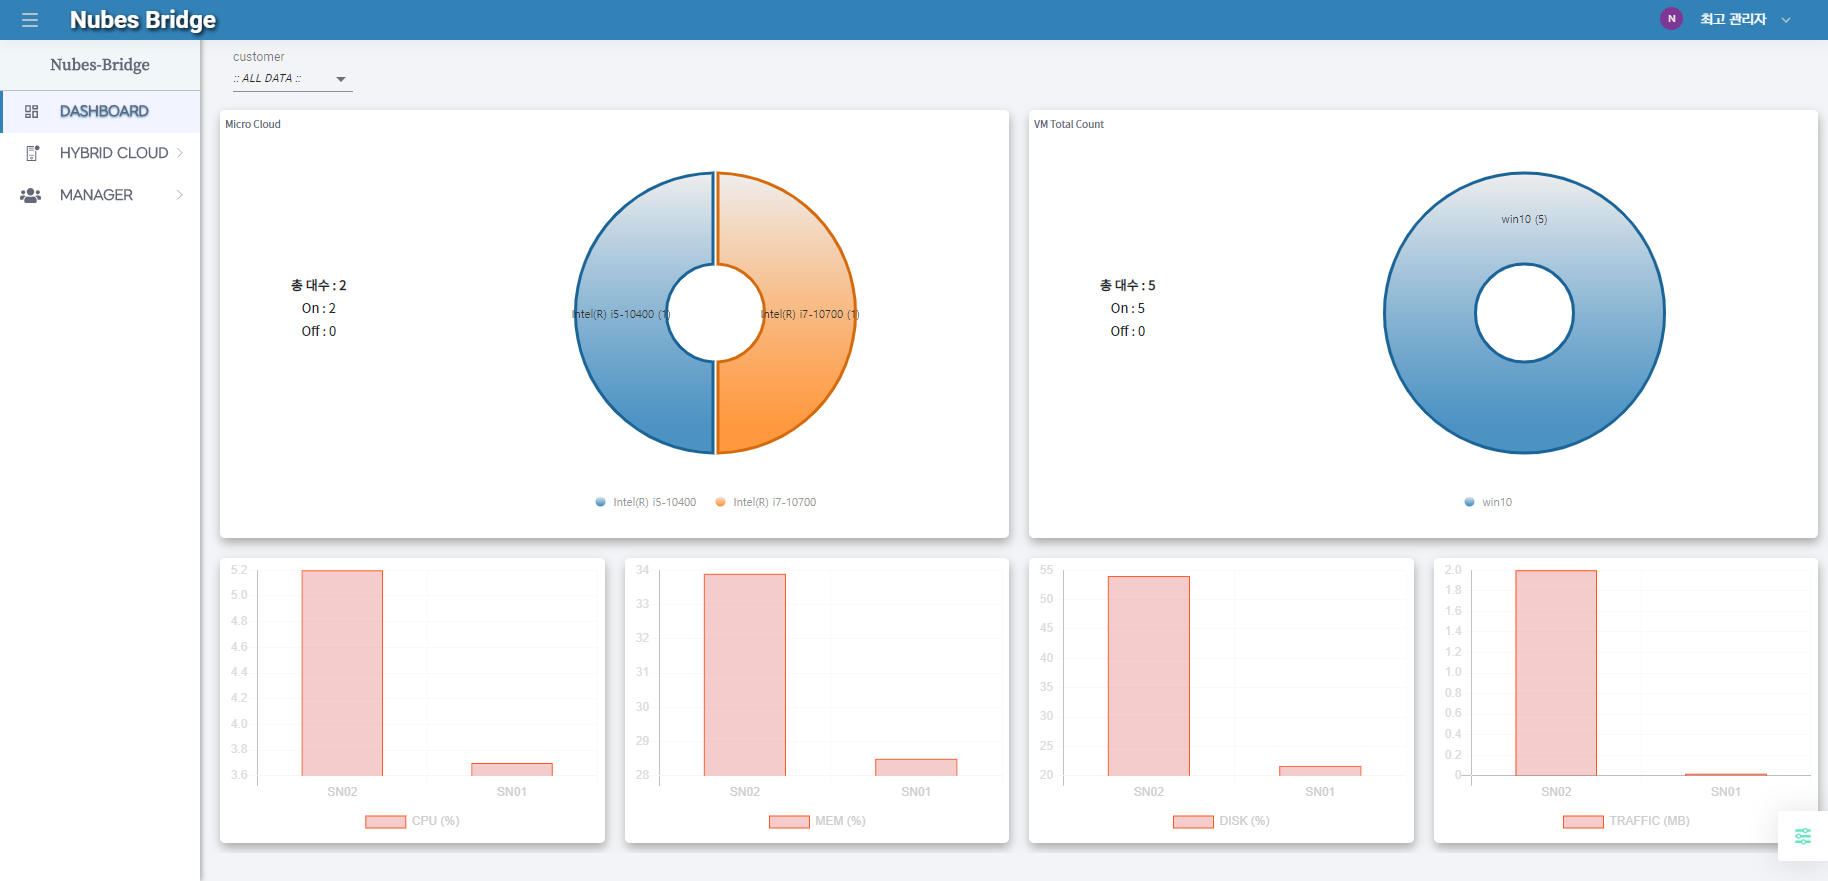 Nubes Bridge
N 최고 관리자
Nubes-Bridge
DASHBOARD
HYBRID CLOUD
MANAGER
customer
:: ALL DATA ::
Micro Cloud
총 대수 : 2
On : 2
Off : 0
Intel(R) i5-10400 (1)
Intel(R) i7-10700 (1)
Intel(R) i5-10400
Intel(R) i7-10700
VM Total Count
총 대수 : 5
On : 5
Off : 0
win10 (5)
win10
5.2
5.0
4.8
4.6
4.4
4.2
4.0
3.8
3.6
SN02
SN01
CPU (%)
34
33
32
31
30
29
28
SN02
SN01
MEM (%)
55
50
45
40
35
30
25
20
SN02
SN01
DISK (%)
2.0
1.8
1.6
1.4
1.2
1.0
0.8
0.6
0.4
0.2
0
SN02
SN01
TRAFFIC (MB)